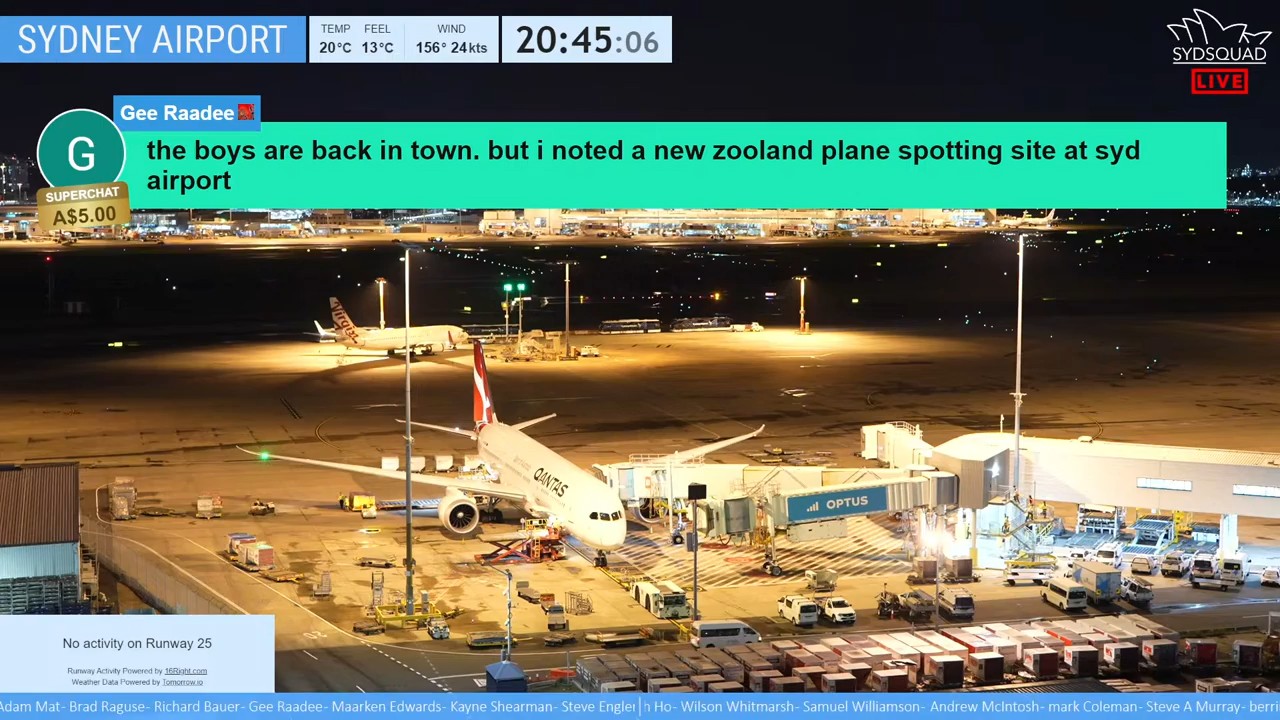 SYDNEY AIRPORT
TEMP FEEL WIND
20°C 13°C 156° 24kts
20:45:06
SYDSQUAD
LIVE
Gee Raadee
G
the boys are back in town. but i noted a new zooland plane spotting site at syd
airport
SUPERCHAT
A$5.00
Virgin
QANTAS
OPTUS
No activity on Runway 25
Runway Activity Powered by 16Right.com
Weather Data Powered by Tomorrow.io
Adam Mat- Brad Raguse- Richard Bauer- Gee Raadee- Maarken Edwards- Kayne Shearman- Steve Engler h Ho- Wilson Whitmarsh- Samuel Williamson- Andrew McIntosh- mark Coleman- Steve A Murray- berri